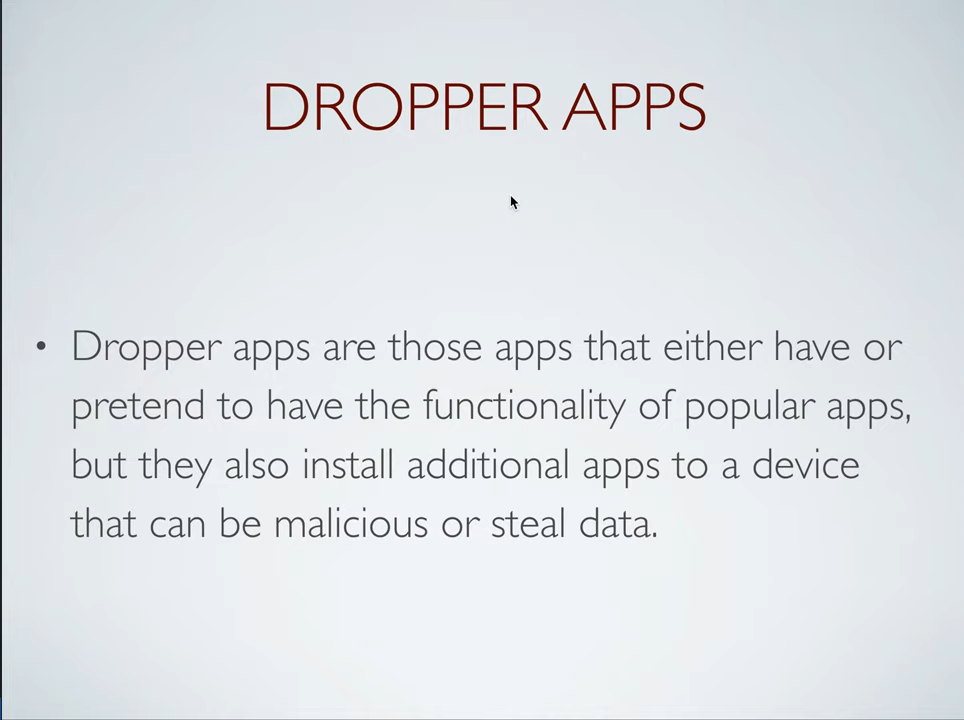 DROPPER APPS
• Dropper apps are those apps that either have or
pretend to have the functionality of popular apps,
but they also install additional apps to a device
that can be malicious or steal data.